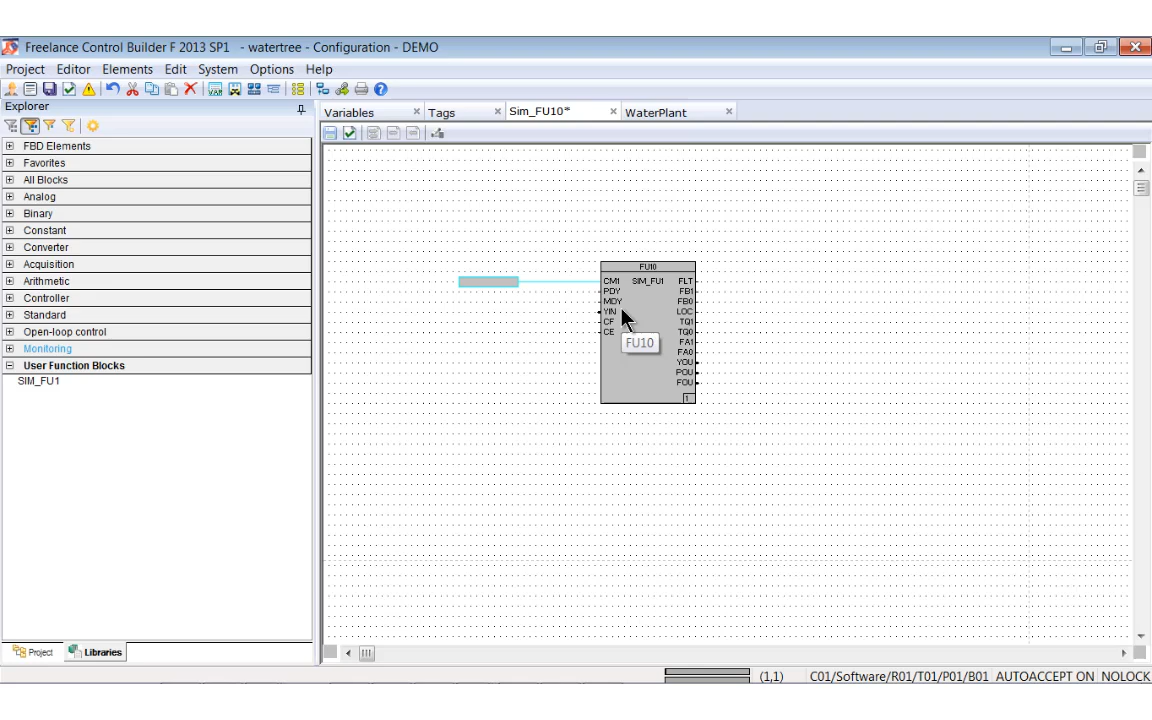 Freelance Control Builder F 2013 SP1 - watertree - Configuration - DEMO
Project Editor Elements Edit System Options Help
Explorer
Variables Tags Sim_FU10* WaterPlant
FBD Elements
Favorites
All Blocks
Analog
Binary
Constant
Converter
Acquisition
Arithmetic
Controller
Standard
Open-loop control
Monitoring
User Function Blocks
SIM_FU1
FU10
CM1 SIM_FU1 FLT
PDY FB1
MDY FB0
YIN LOC
CF TQ1
CE TQ0
FA1
FA0
YOU
POU
FOU
1
FU10
Project Libraries
(1,1) C01/Software/R01/T01/P01/B01 AUTOACCEPT ON NOLOCK